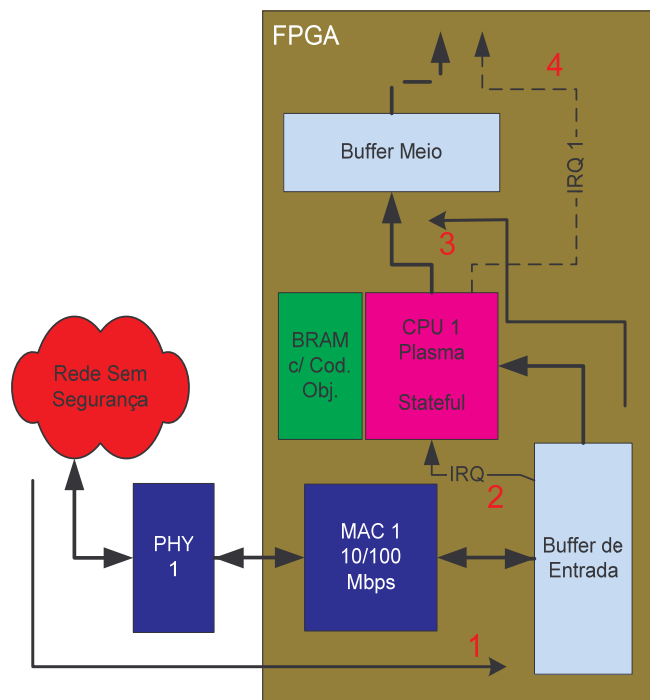 FPGA
4
Buffer Meio
IRQ 1
3
BRAM
c/ Cod.
Obj.
CPU 1
Plasma
Stateful
Rede Sem
Segurança
IRQ
2
PHY
1
MAC 1
10/100
Mbps
Buffer de
Entrada
1